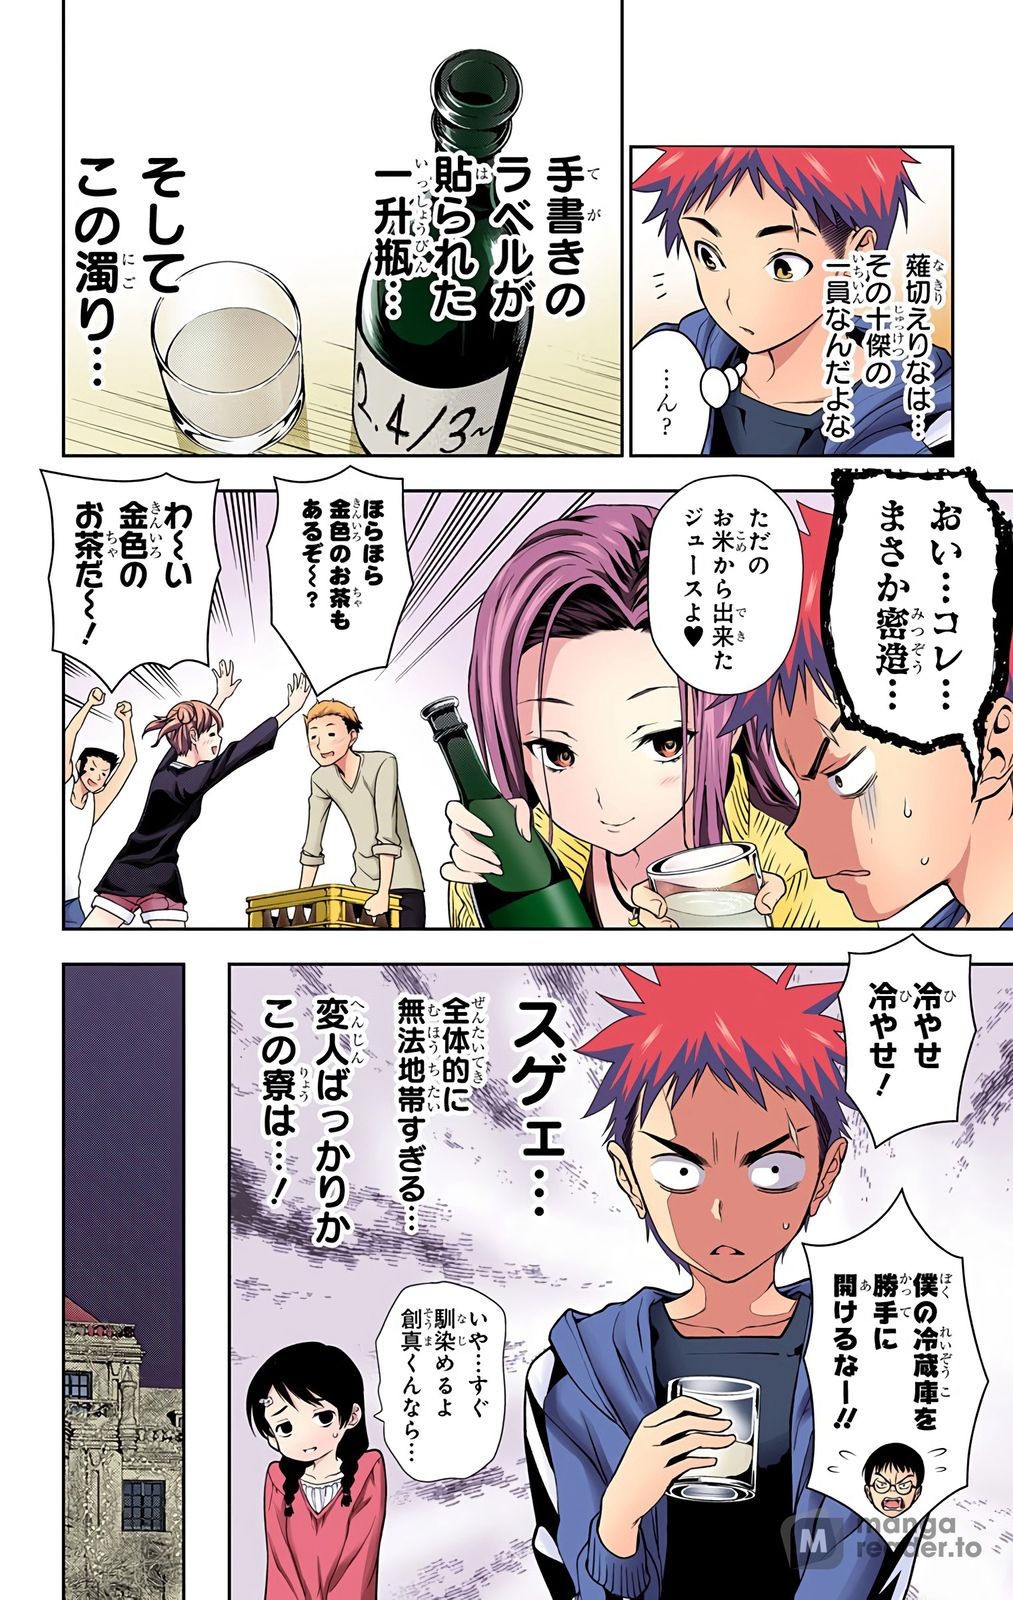 薙切えりなは…
その十傑の
一員なんだよな
…ん？
手書きの
ラベルが
貼られた
一升瓶…
2.4/3~
そして
この濁り…
おい…コレ…
まさか密造…
ただの
お米から出来た
ジュースよ♥
ほらほら
金色のお茶も
あるぞ～？
わ～い
金色の
お茶だ～！
冷やせ
冷やせ！
僕の冷蔵庫を
勝手に
開けるなー!!
スゲェ…
全体的に
無法地帯すぎる…
変人ばっかりか
この寮は…！
いや…すぐ
馴染めるよ
創真くんなら…
M manga
reader.to